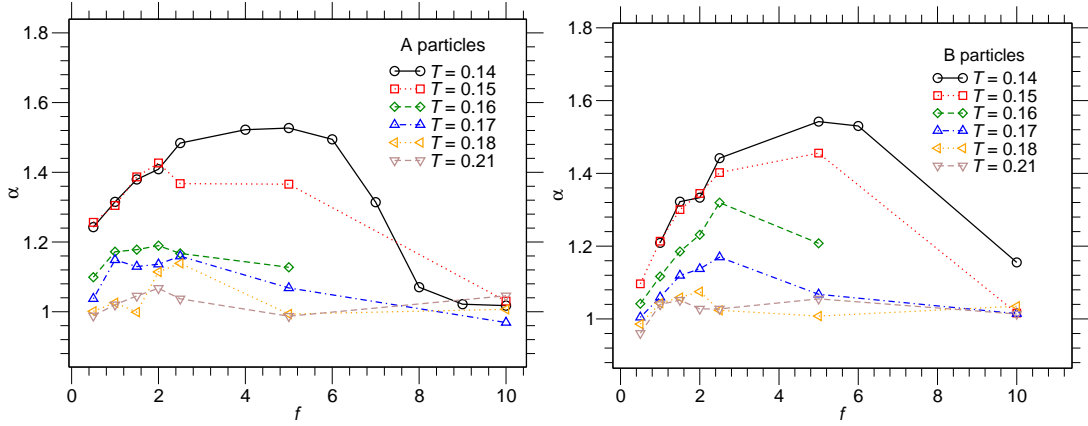 1.8
1.6
1.4
1.2
1
α
A particles
T = 0.14
T = 0.15
T = 0.16
T = 0.17
T = 0.18
T = 0.21
0 2 4 6 8 10
f
1.8
1.6
1.4
1.2
1
α
B particles
T = 0.14
T = 0.15
T = 0.16
T = 0.17
T = 0.18
T = 0.21
0 2 4 6 8 10
f